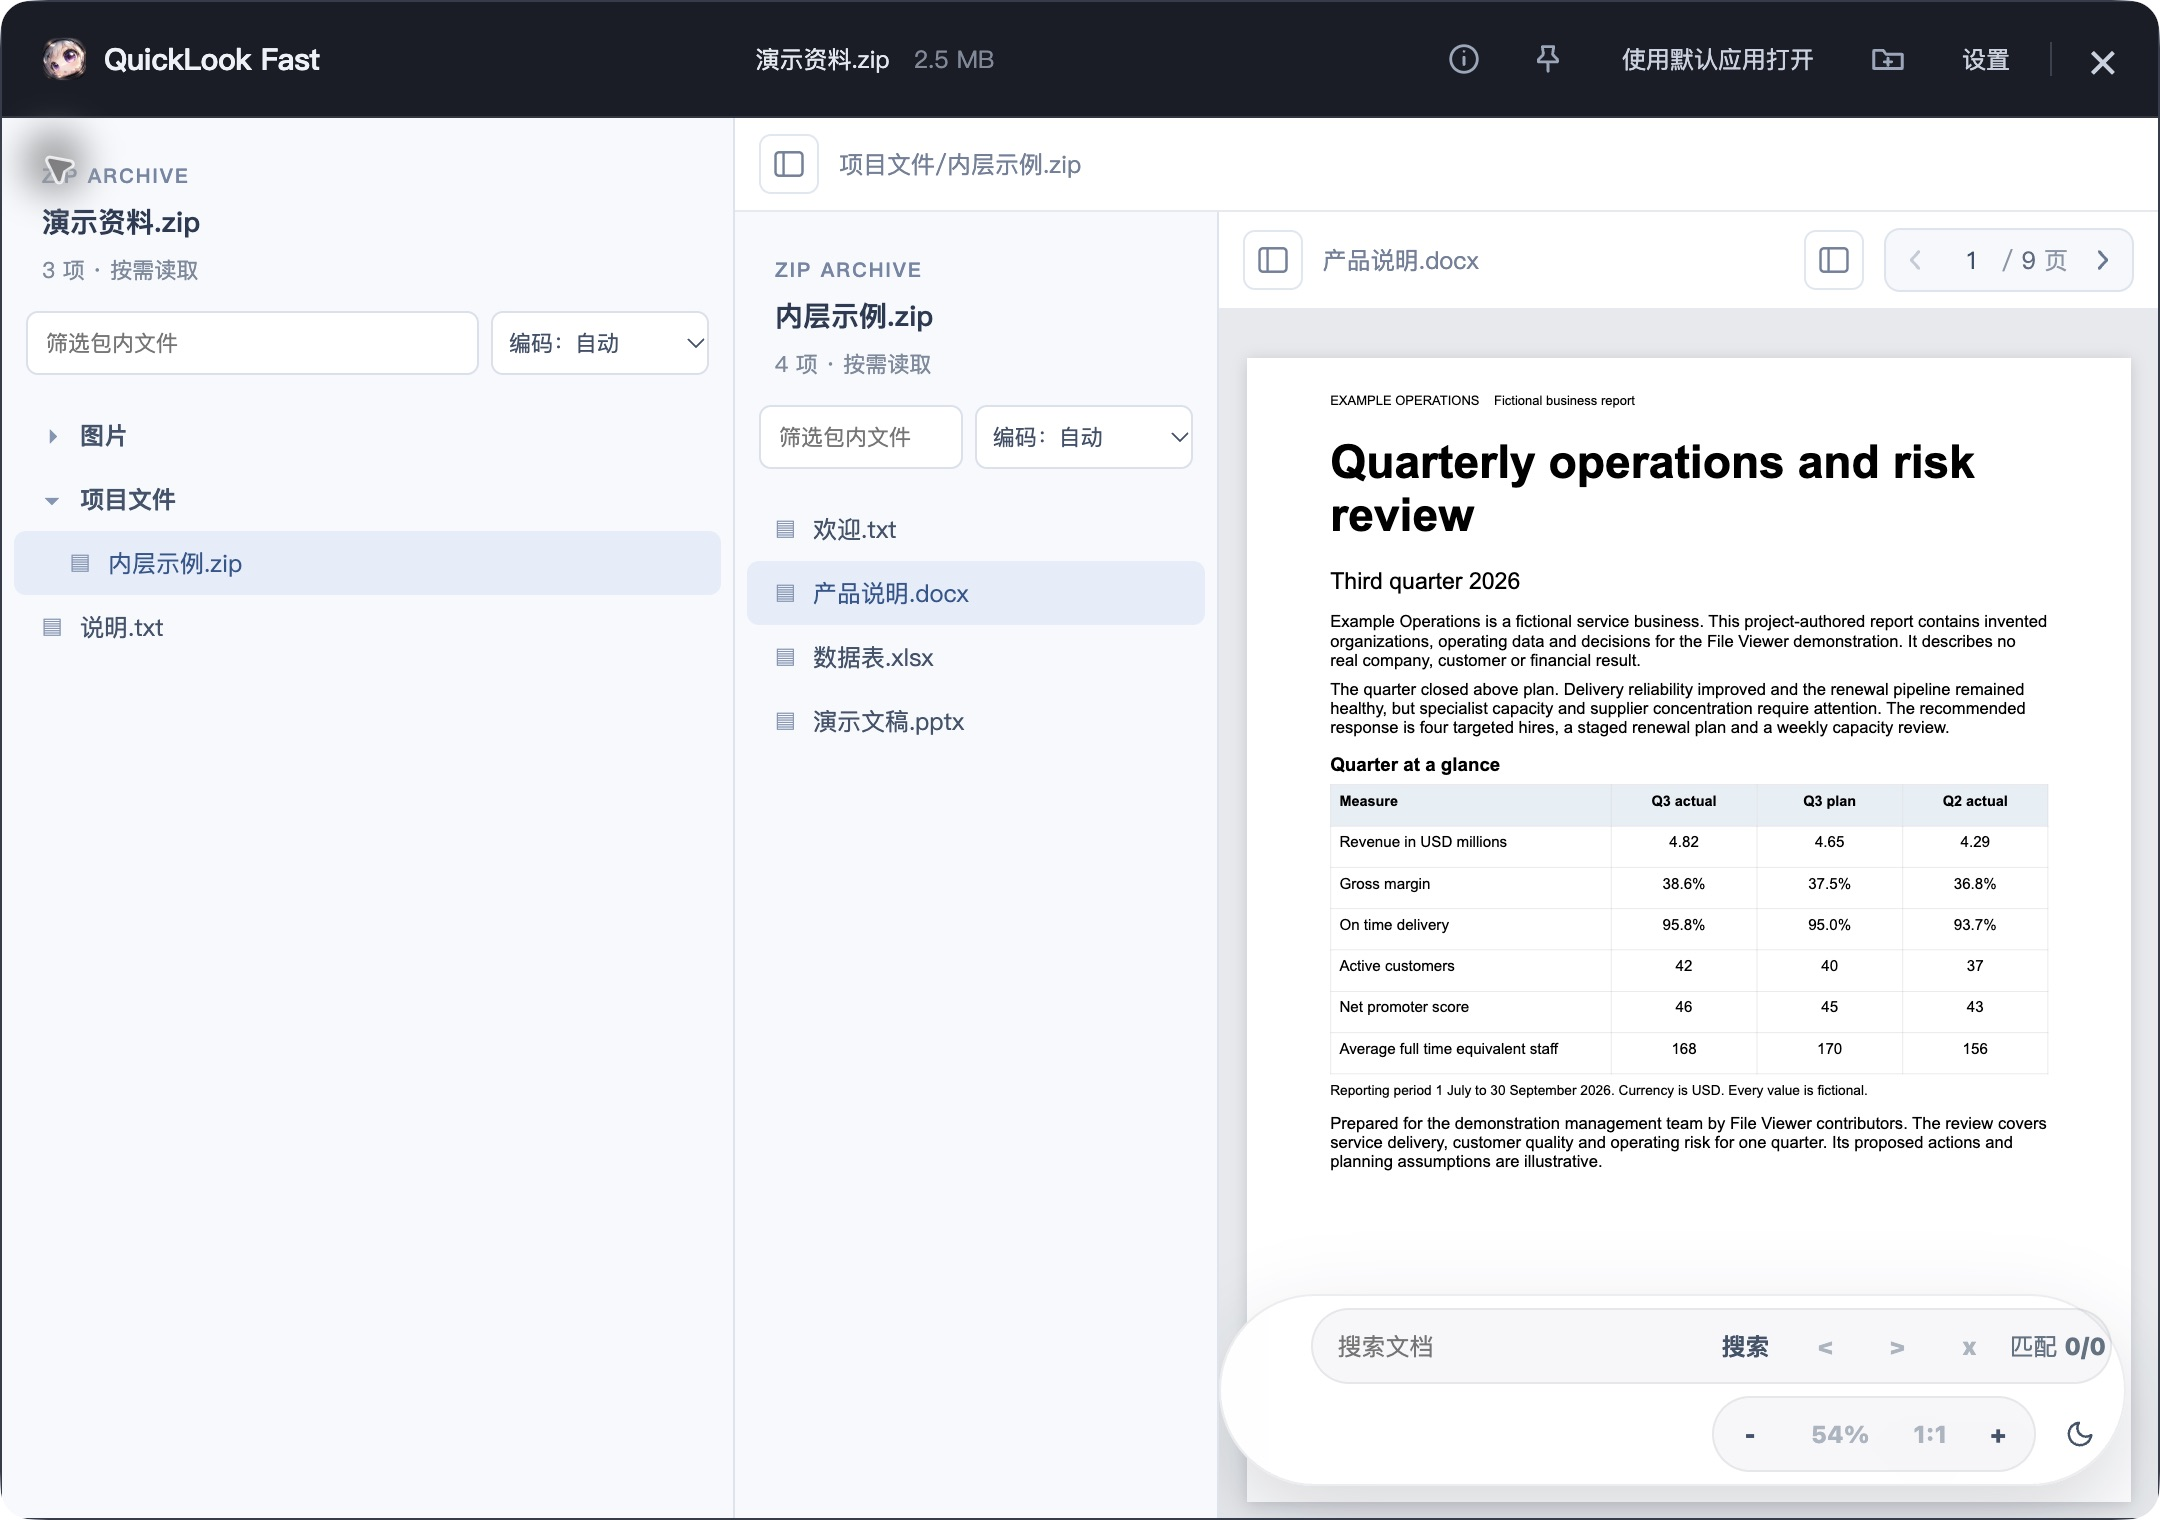 QuickLook Fast
演示资料.zip 2.5 MB
使用默认应用打开
设置
ZIP ARCHIVE
演示资料.zip
3 项 · 按需读取
筛选包内文件
编码：自动
图片
项目文件
内层示例.zip
说明.txt
项目文件/内层示例.zip
ZIP ARCHIVE
内层示例.zip
4 项 · 按需读取
筛选包内文件
编码：自动
欢迎.txt
产品说明.docx
数据表.xlsx
演示文稿.pptx
产品说明.docx
1 / 9 页
EXAMPLE OPERATIONS Fictional business report
Quarterly operations and risk
review
Third quarter 2026
Example Operations is a fictional service business. This project-authored report contains invented
organizations, operating data and decisions for the File Viewer demonstration. It describes no
real company, customer or financial result.
The quarter closed above plan. Delivery reliability improved and the renewal pipeline remained
healthy, but specialist capacity and supplier concentration require attention. The recommended
response is four targeted hires, a staged renewal plan and a weekly capacity review.
Quarter at a glance
Measure Q3 actual Q3 plan Q2 actual
Revenue in USD millions 4.82 4.65 4.29
Gross margin 38.6% 37.5% 36.8%
On time delivery 95.8% 95.0% 93.7%
Active customers 42 40 37
Net promoter score 46 45 43
Average full time equivalent staff 168 170 156
Reporting period 1 July to 30 September 2026. Currency is USD. Every value is fictional.
Prepared for the demonstration management team by File Viewer contributors. The review covers
service delivery, customer quality and operating risk for one quarter. Its proposed actions and
planning assumptions are illustrative.
搜索文档 搜索 < > x 匹配 0/0
- 54% 1:1 +